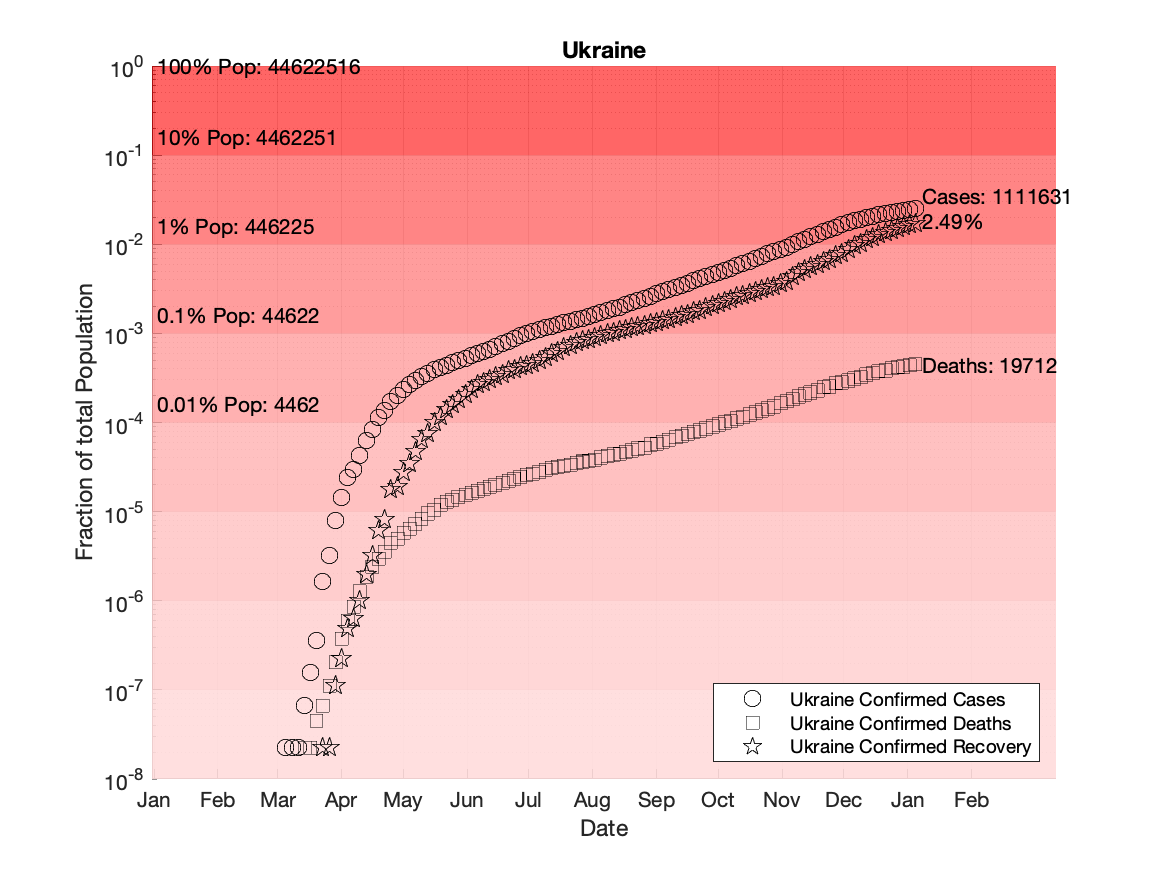 Ukraine
10^0
100% Pop: 44622516
10% Pop: 4462251
10^-1
Cases: 1111631
1% Pop: 446225
2.49%
10^-2
0.1% Pop: 44622
10^-3
Deaths: 19712
0.01% Pop: 4462
10^-4
10^-5
10^-6
10^-7
10^-8
Fraction of total Population
Ukraine Confirmed Cases
Ukraine Confirmed Deaths
Ukraine Confirmed Recovery
Jan Feb Mar Apr May Jun Jul Aug Sep Oct Nov Dec Jan Feb
Date